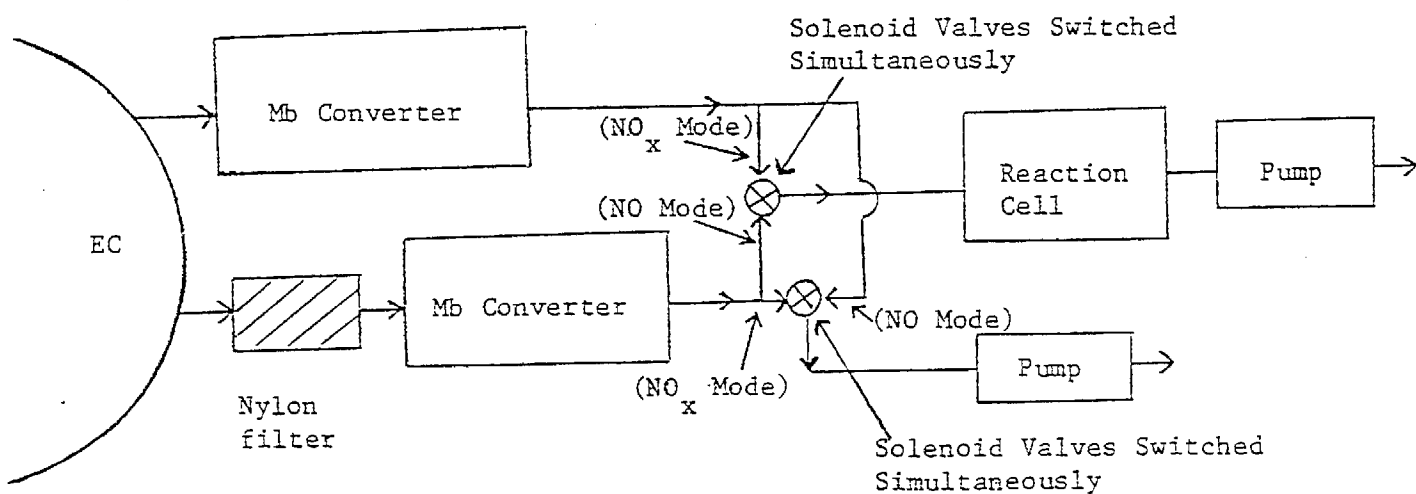 Solenoid Valves Switched
Simultaneously
Mb Converter
(NOx Mode)
Reaction
Cell
Pump
(NO Mode)
EC
Mb Converter
(NO Mode)
Pump
(NOx Mode)
Nylon
filter
Solenoid Valves Switched
Simultaneously